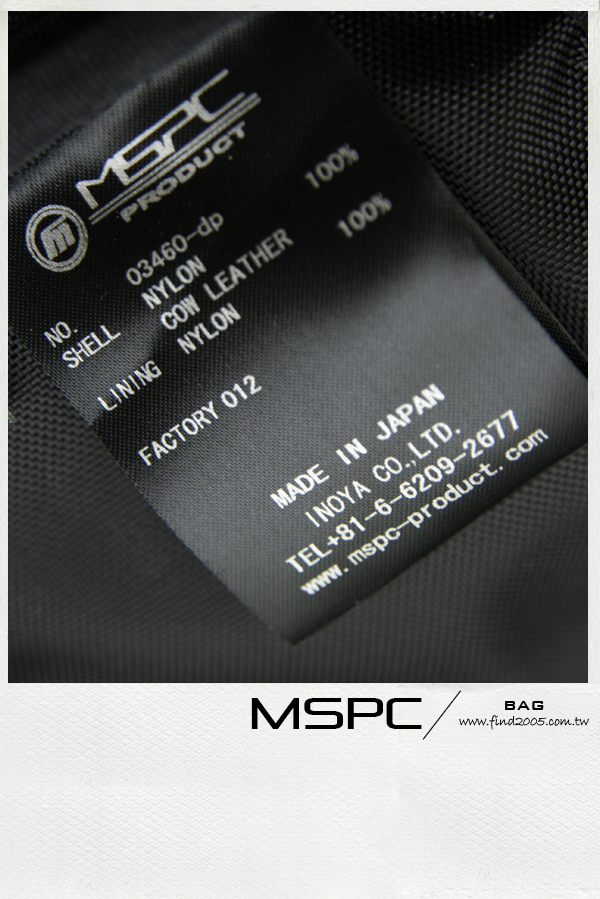 MSPC
PRODUCT
m
NO. 03460-dp
SHELL NYLON 100%
COW LEATHER
LINING NYLON 100%
FACTORY 012
MADE IN JAPAN
INOYA CO.,LTD.
TEL+81-6-6209-2677
www.mspc-product.com
MSPC
BAG
www.find2005.com.tw